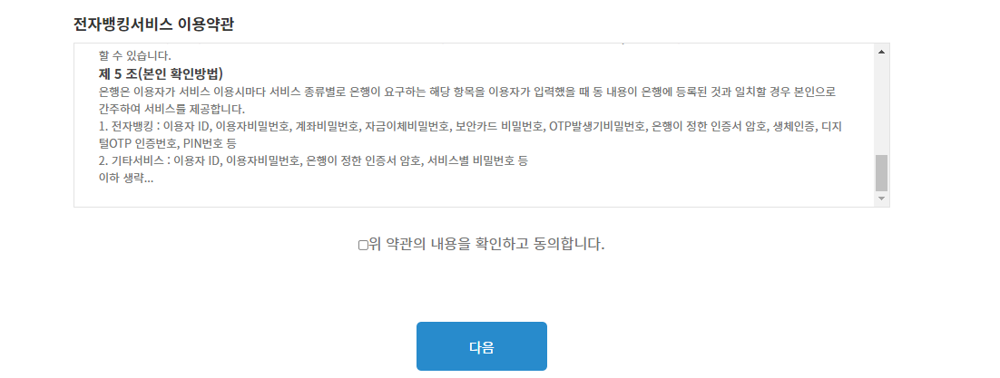 전자뱅킹서비스 이용약관
할 수 있습니다.
제 5 조(본인 확인방법)
은행은 이용자가 서비스 이용시마다 서비스 종류별로 은행이 요구하는 해당 항목을 이용자가 입력했을 때 동 내용이 은행에 등록된 것과 일치할 경우 본인으로
간주하여 서비스를 제공합니다.
1. 전자뱅킹 : 이용자 ID, 이용자비밀번호, 계좌비밀번호, 자금이체비밀번호, 보안카드 비밀번호, OTP발생기비밀번호, 은행이 정한 인증서 암호, 생체인증, 디지
털OTP 인증번호, PIN번호 등
2. 기타서비스 : 이용자 ID, 이용자비밀번호, 은행이 정한 인증서 암호, 서비스별 비밀번호 등
이하 생략...
위 약관의 내용을 확인하고 동의합니다.
다음